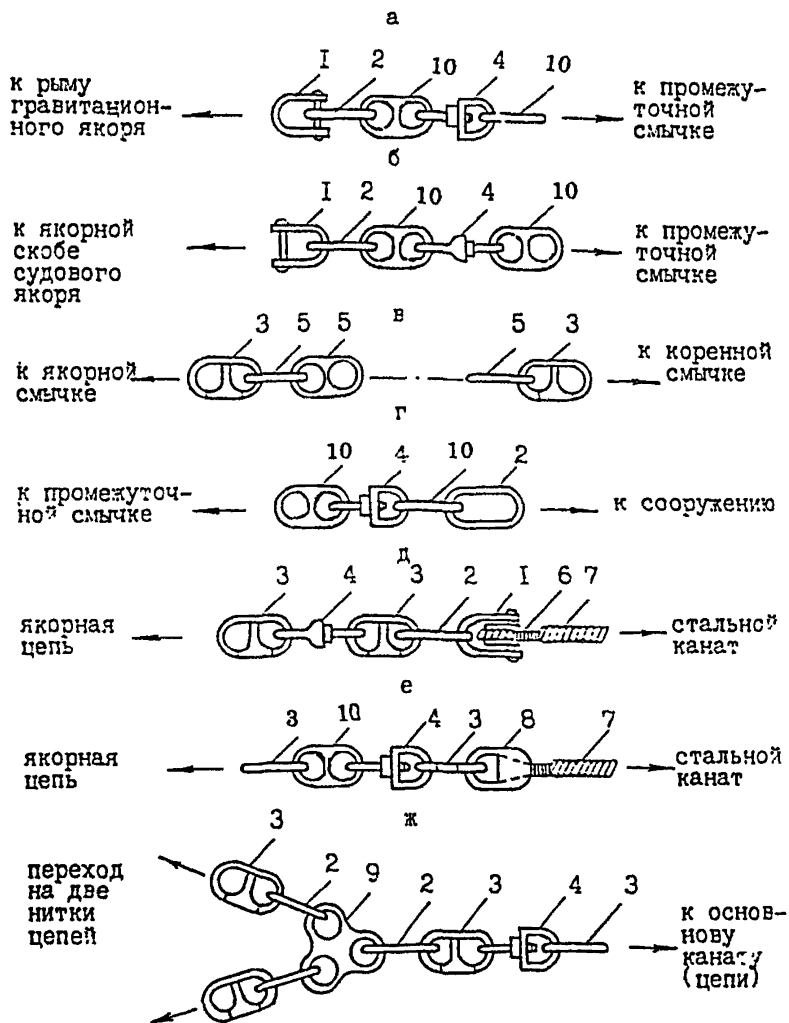 а
I 2 10 4 10
к рыму
гравитацион-
ного якоря
к промежу-
точной
смычке
б
I 2 10 4 10
к якорной
скобе
судового
якоря
к промежу-
точной
смычке
в
3 5 5 5 3
к якорной
смычке
к коренной
смычке
г
10 4 10 2
к промежуточ-
ной смычке
к сооружению
д
3 4 3 2 I 6 7
якорная
цепь
стальной
канат
е
3 10 4 3 8 7
якорная
цепь
стальной
канат
ж
3 2 9 2 3 4 3
переход
на две
нитки
цепей
к основ-
нову
канату
(цепи)